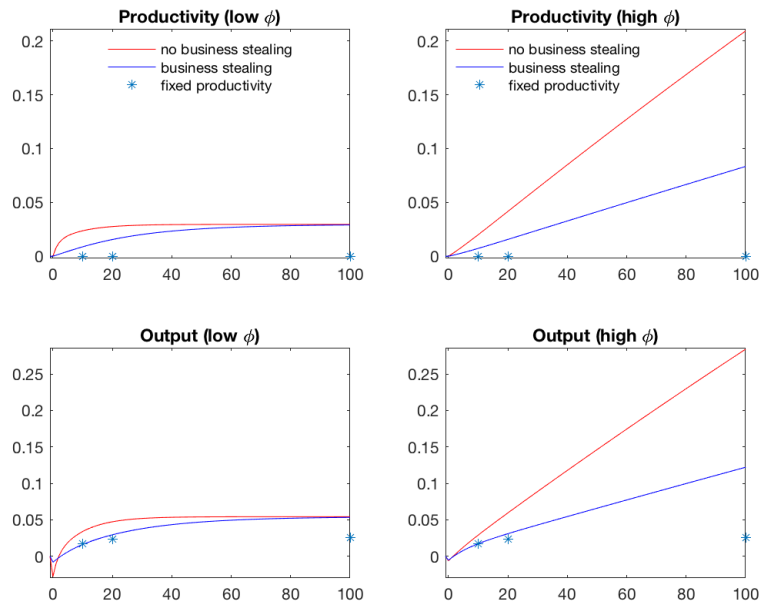 Productivity (low ϕ)
0.2
0.15
0.1
0.05
0
no business stealing
business stealing
fixed productivity
0 20 40 60 80 100
Productivity (high ϕ)
0.2
0.15
0.1
0.05
0
no business stealing
business stealing
fixed productivity
0 20 40 60 80 100
Output (low ϕ)
0.25
0.2
0.15
0.1
0.05
0
0 20 40 60 80 100
Output (high ϕ)
0.25
0.2
0.15
0.1
0.05
0
0 20 40 60 80 100